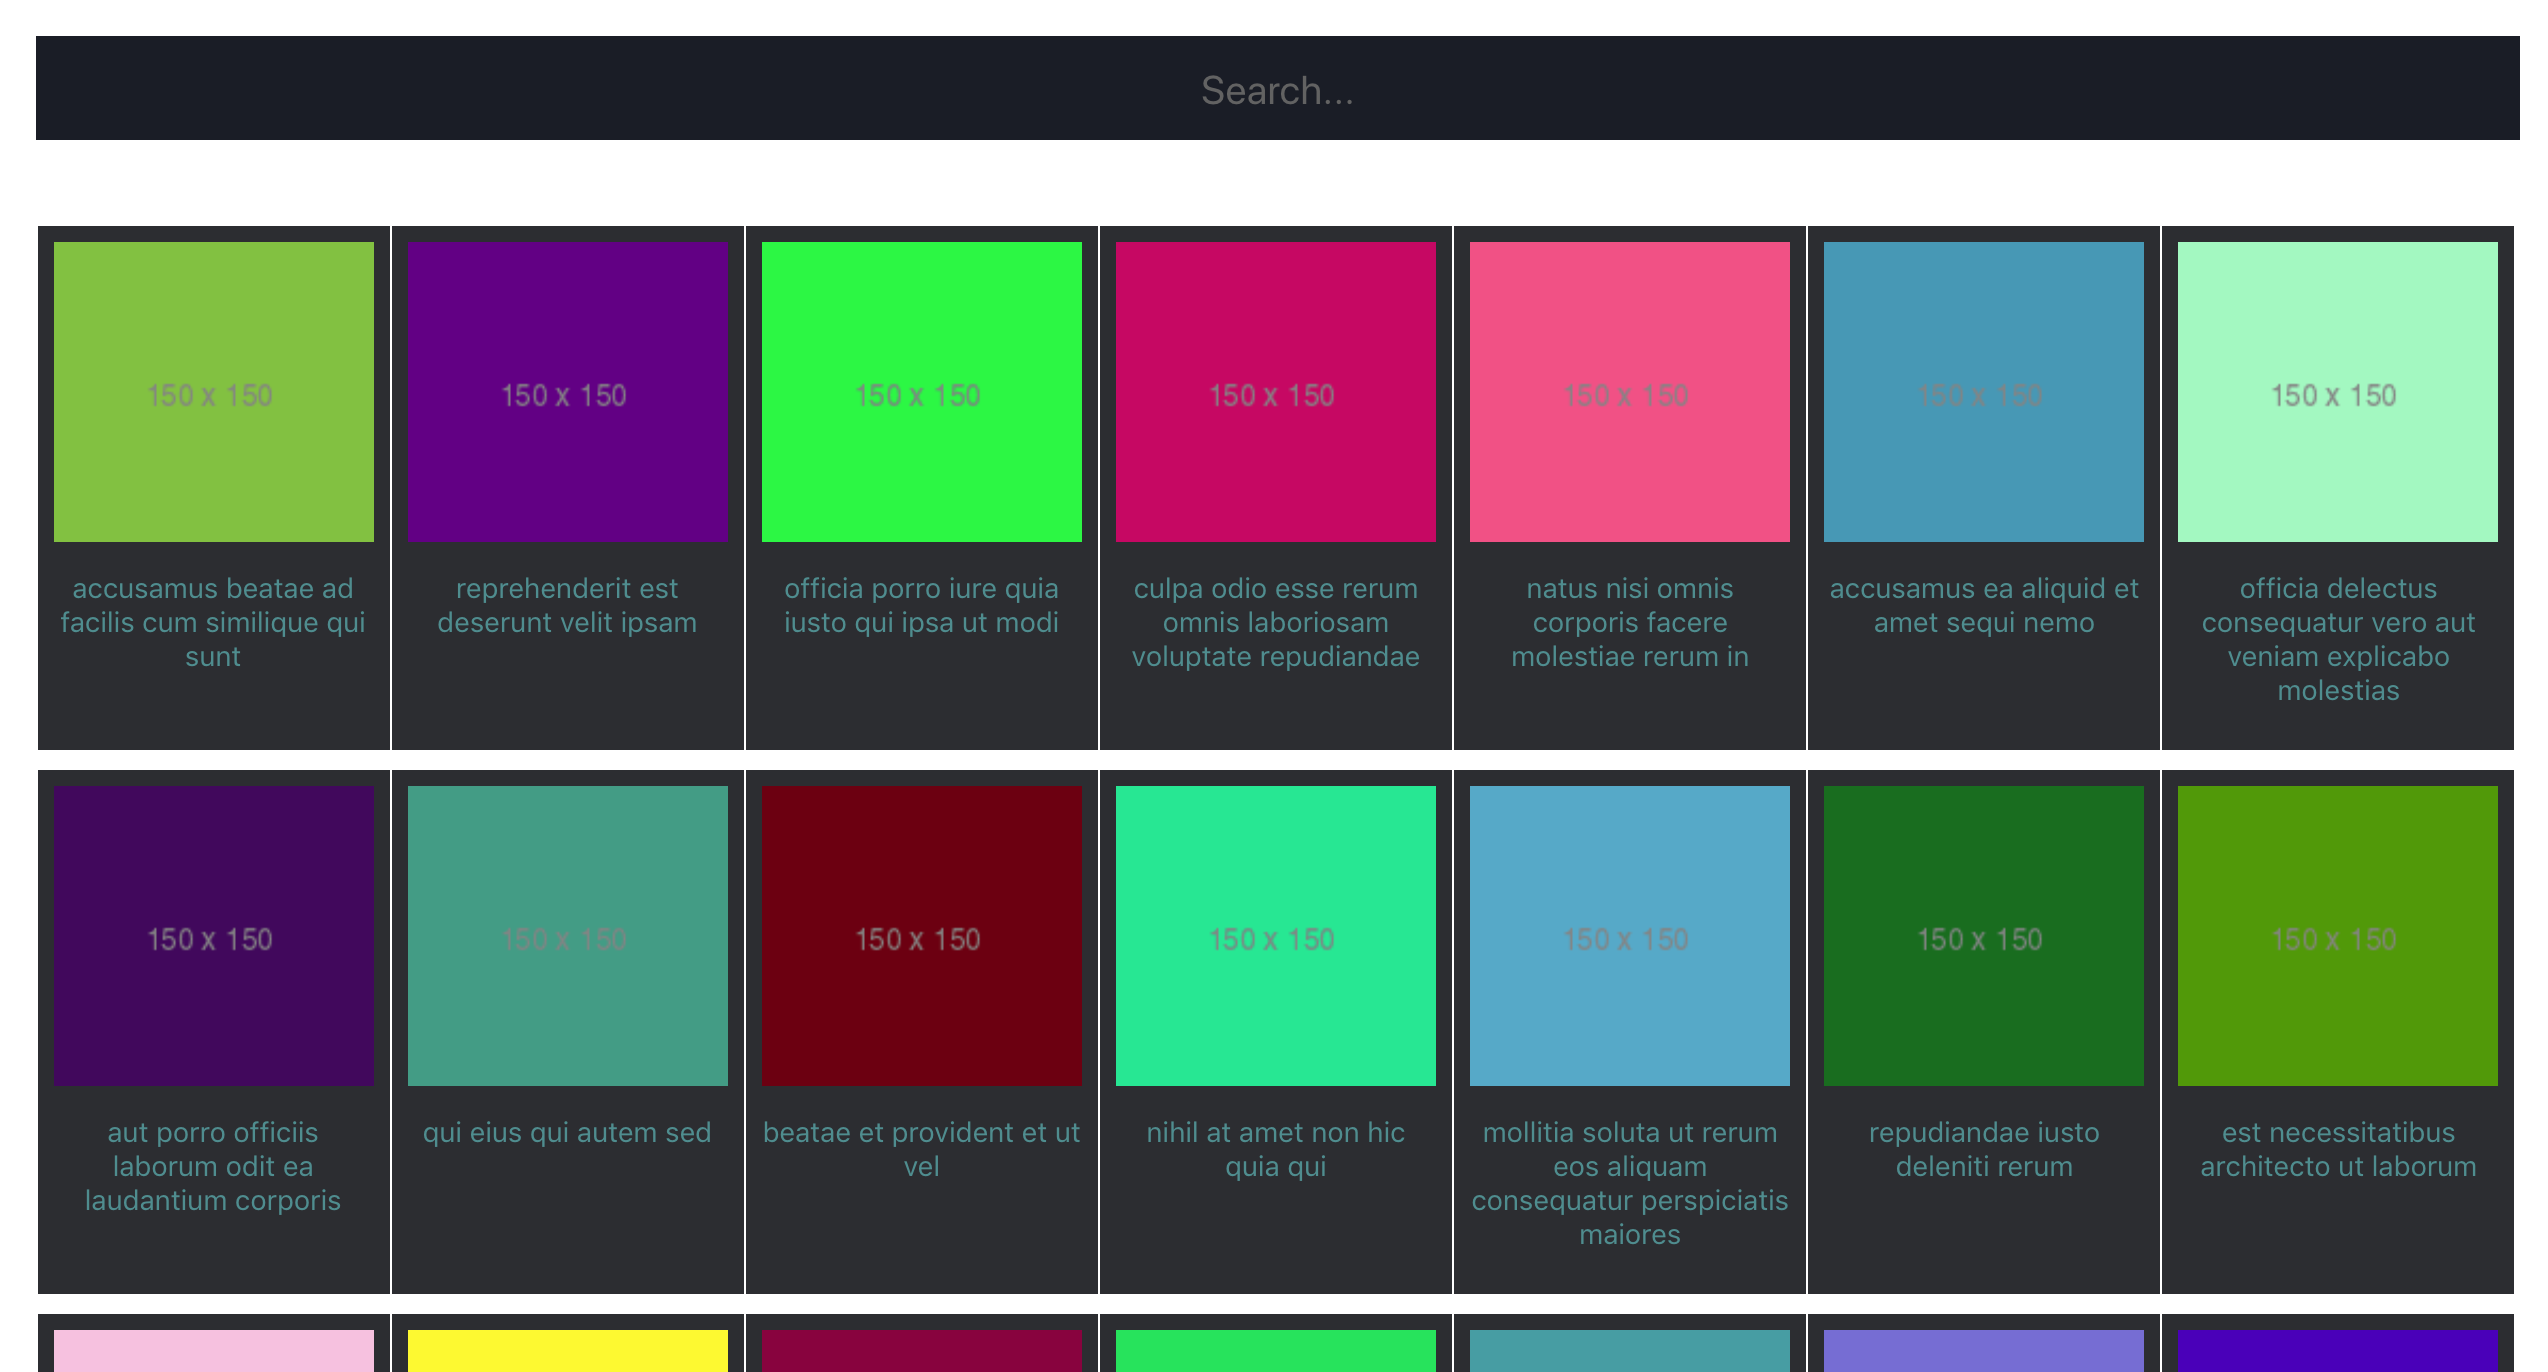 Search...
150 x 150
150 x 150
150 x 150
150 x 150
150 x 150
150 x 150
150 x 150
accusamus beatae ad
facilis cum similique qui
sunt
reprehenderit est
deserunt velit ipsam
officia porro iure quia
iusto qui ipsa ut modi
culpa odio esse rerum
omnis laboriosam
voluptate repudiandae
natus nisi omnis
corporis facere
molestiae rerum in
accusamus ea aliquid et
amet sequi nemo
officia delectus
consequatur vero aut
veniam explicabo
molestias
150 x 150
150 x 150
150 x 150
150 x 150
150 x 150
150 x 150
150 x 150
aut porro officiis
laborum odit ea
laudantium corporis
qui eius qui autem sed
beatae et provident et ut
vel
nihil at amet non hic
quia qui
mollitia soluta ut rerum
eos aliquam
consequatur perspiciatis
maiores
repudiandae iusto
deleniti rerum
est necessitatibus
architecto ut laborum